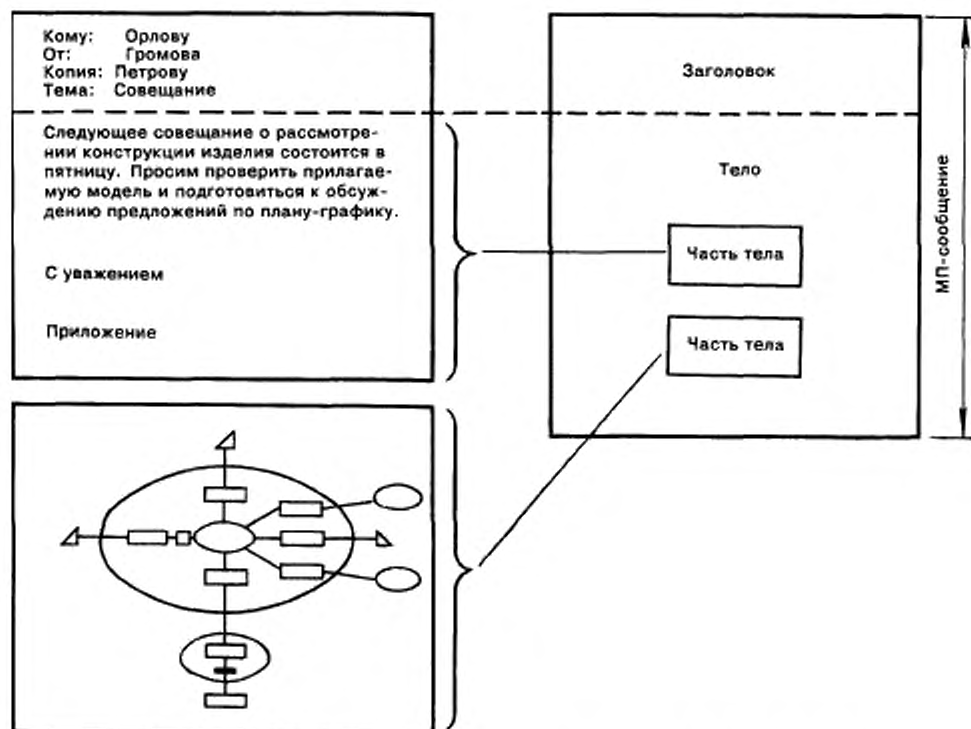 Кому: Орлову
От: Громова
Копия: Петрову
Тема: Совещание
Следующее совещание о рассмотре-
нии конструкции изделия состоится в
пятницу. Просим проверить прилагае-
мую модель и подготовиться к обсуж-
дению предложений по плану-графику.
С уважением
Приложение
Заголовок
Тело
Часть тела
Часть тела
МП-сообщение